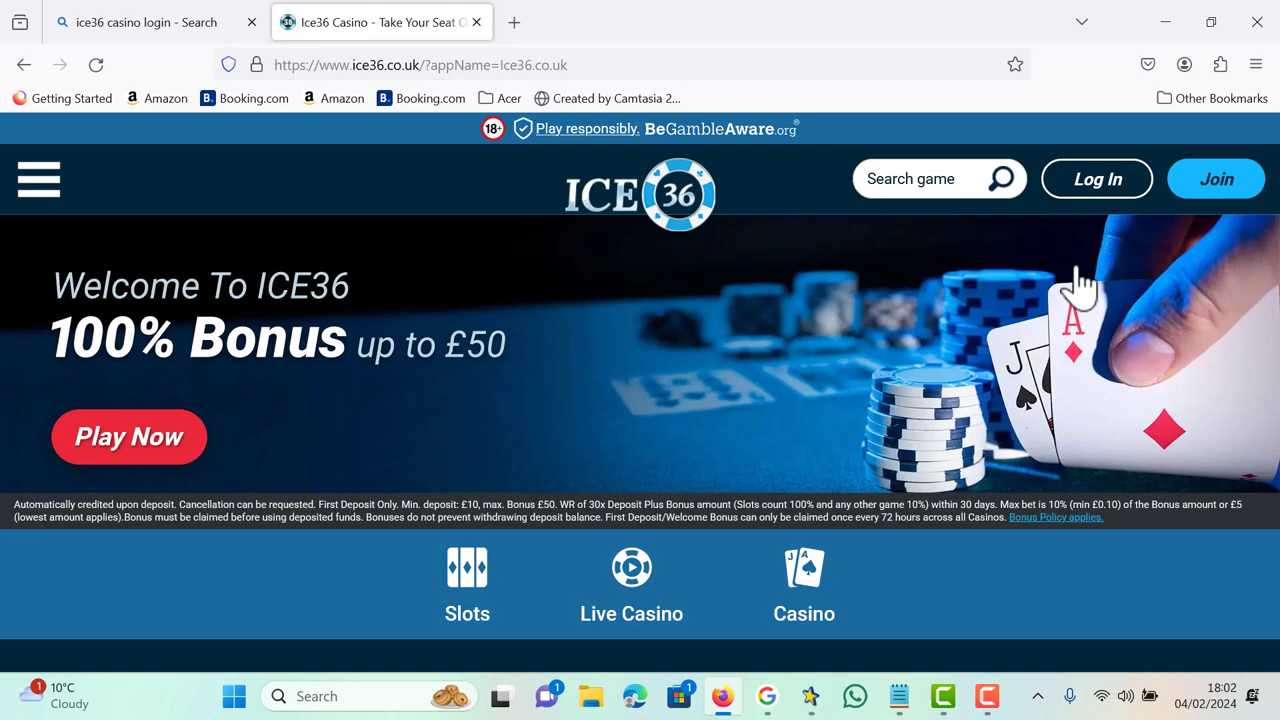 ice36 casino login - Search
Ice36 Casino - Take Your Seat O
https://www.ice36.co.uk/?appName=Ice36.co.uk
Getting Started
Amazon
B. Booking.com
Amazon
B. Booking.com
Acer
Created by Camtasia 2...
Other Bookmarks
18+ Play responsibly. BeGambleAware.org®
ICE 36
Search game
Log In
Join
Welcome To ICE36
100% Bonus up to £50
J
A
Play Now
Automatically credited upon deposit. Cancellation can be requested. First Deposit Only. Min. deposit: £10, max. Bonus £50. WR of 30x Deposit Plus Bonus amount (Slots count 100% and any other game 10%) within 30 days. Max bet is 10% (min £0.10) of the Bonus amount or £5
(lowest amount applies).Bonus must be claimed before using deposited funds. Bonuses do not prevent withdrawing deposit balance. First Deposit/Welcome Bonus can only be claimed once every 72 hours across all Casinos. Bonus Policy applies.
J A
Slots
Live Casino
Casino
1
10°C
Cloudy
Search
1
1
G
18:02
04/02/2024